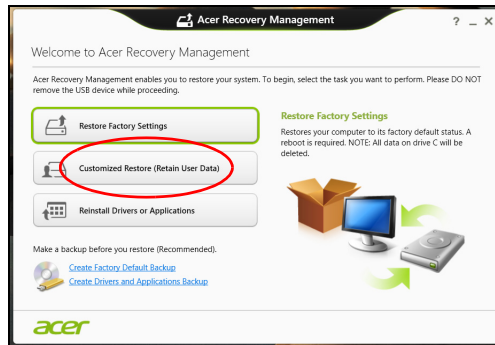 Acer Recovery Management
? _ X
Welcome to Acer Recovery Management
Acer Recovery Management enables you to restore your system. To begin, select the task you want to perform. Please DO NOT
remove the USB device while proceeding.
Restore Factory Settings
Customized Restore (Retain User Data)
Reinstall Drivers or Applications
Restore Factory Settings
Restores your computer to its factory default status. A
reboot is required. NOTE: All data on drive C will be
deleted.
Make a backup before you restore (Recommended).
Create Factory Default Backup
Create Drivers and Applications Backup
acer